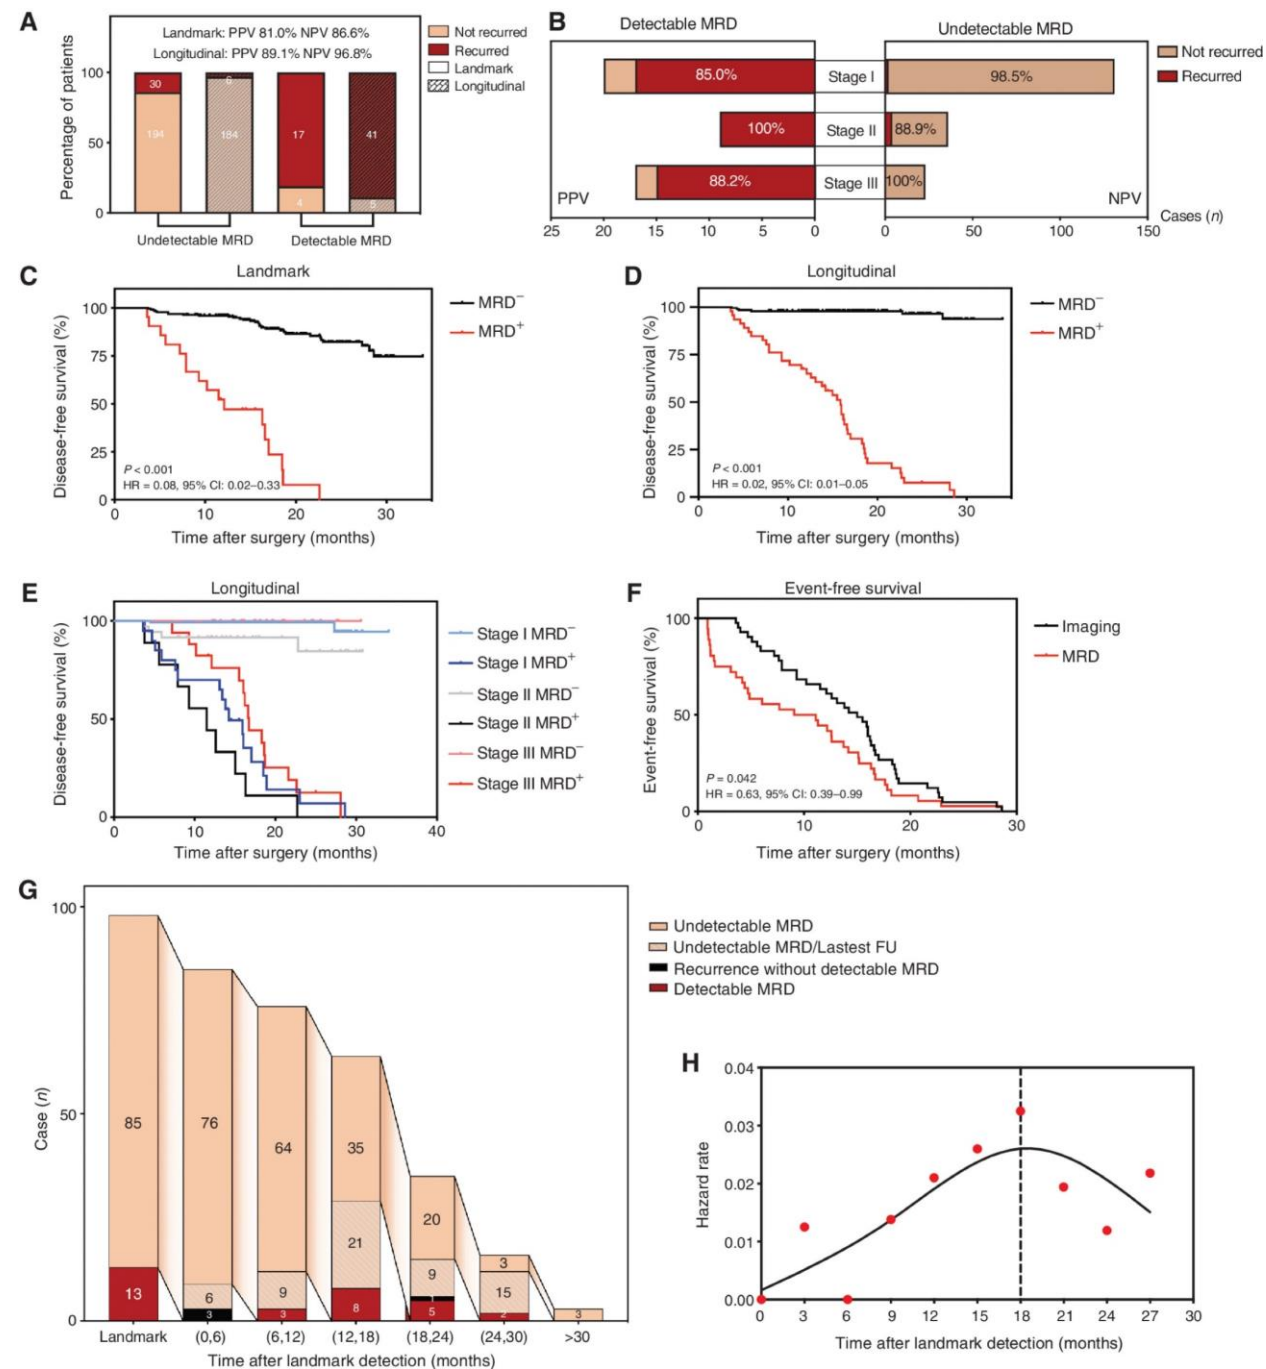 A
Landmark: PPV 81.0% NPV 86.6%
Longitudinal: PPV 89.1% NPV 96.8%
Not recurred
Recurred
Landmark
Longitudinal
Percentage of patients
100
50
0
30
194
6
184
17
4
41
5
Undetectable MRD
Detectable MRD
B
Detectable MRD
Undetectable MRD
Not recurred
Recurred
85.0%
Stage I
98.5%
100%
Stage II
88.9%
88.2%
Stage III
100%
PPV
NPV
25 20 15 10 5 0
0 50 100 150
Cases (n)
C
Landmark
Disease-free survival (%)
100
75
50
25
0
P < 0.001
HR = 0.08, 95% CI: 0.02–0.33
0 10 20 30
Time after surgery (months)
MRD−
MRD+
D
Longitudinal
Disease-free survival (%)
100
75
50
25
0
P < 0.001
HR = 0.02, 95% CI: 0.01–0.05
0 10 20 30
Time after surgery (months)
MRD−
MRD+
E
Longitudinal
Disease-free survival (%)
100
50
0
0 10 20 30 40
Time after surgery (months)
Stage I MRD−
Stage I MRD+
Stage II MRD−
Stage II MRD+
Stage III MRD−
Stage III MRD+
F
Event-free survival
Event-free survival (%)
100
50
0
P = 0.042
HR = 0.63, 95% CI: 0.39–0.99
0 10 20 30
Time after surgery (months)
Imaging
MRD
G
Case (n)
100
50
0
85
13
76
6
3
64
9
3
35
21
8
20
9
1
5
3
15
2
3
Landmark (0,6) (6,12) (12,18) (18,24) (24,30) >30
Time after landmark detection (months)
Undetectable MRD
Undetectable MRD/Lastest FU
Recurrence without detectable MRD
Detectable MRD
H
Hazard rate
0.04
0.03
0.02
0.01
0.00
0 3 6 9 12 15 18 21 24 27 30
Time after landmark detection (months)